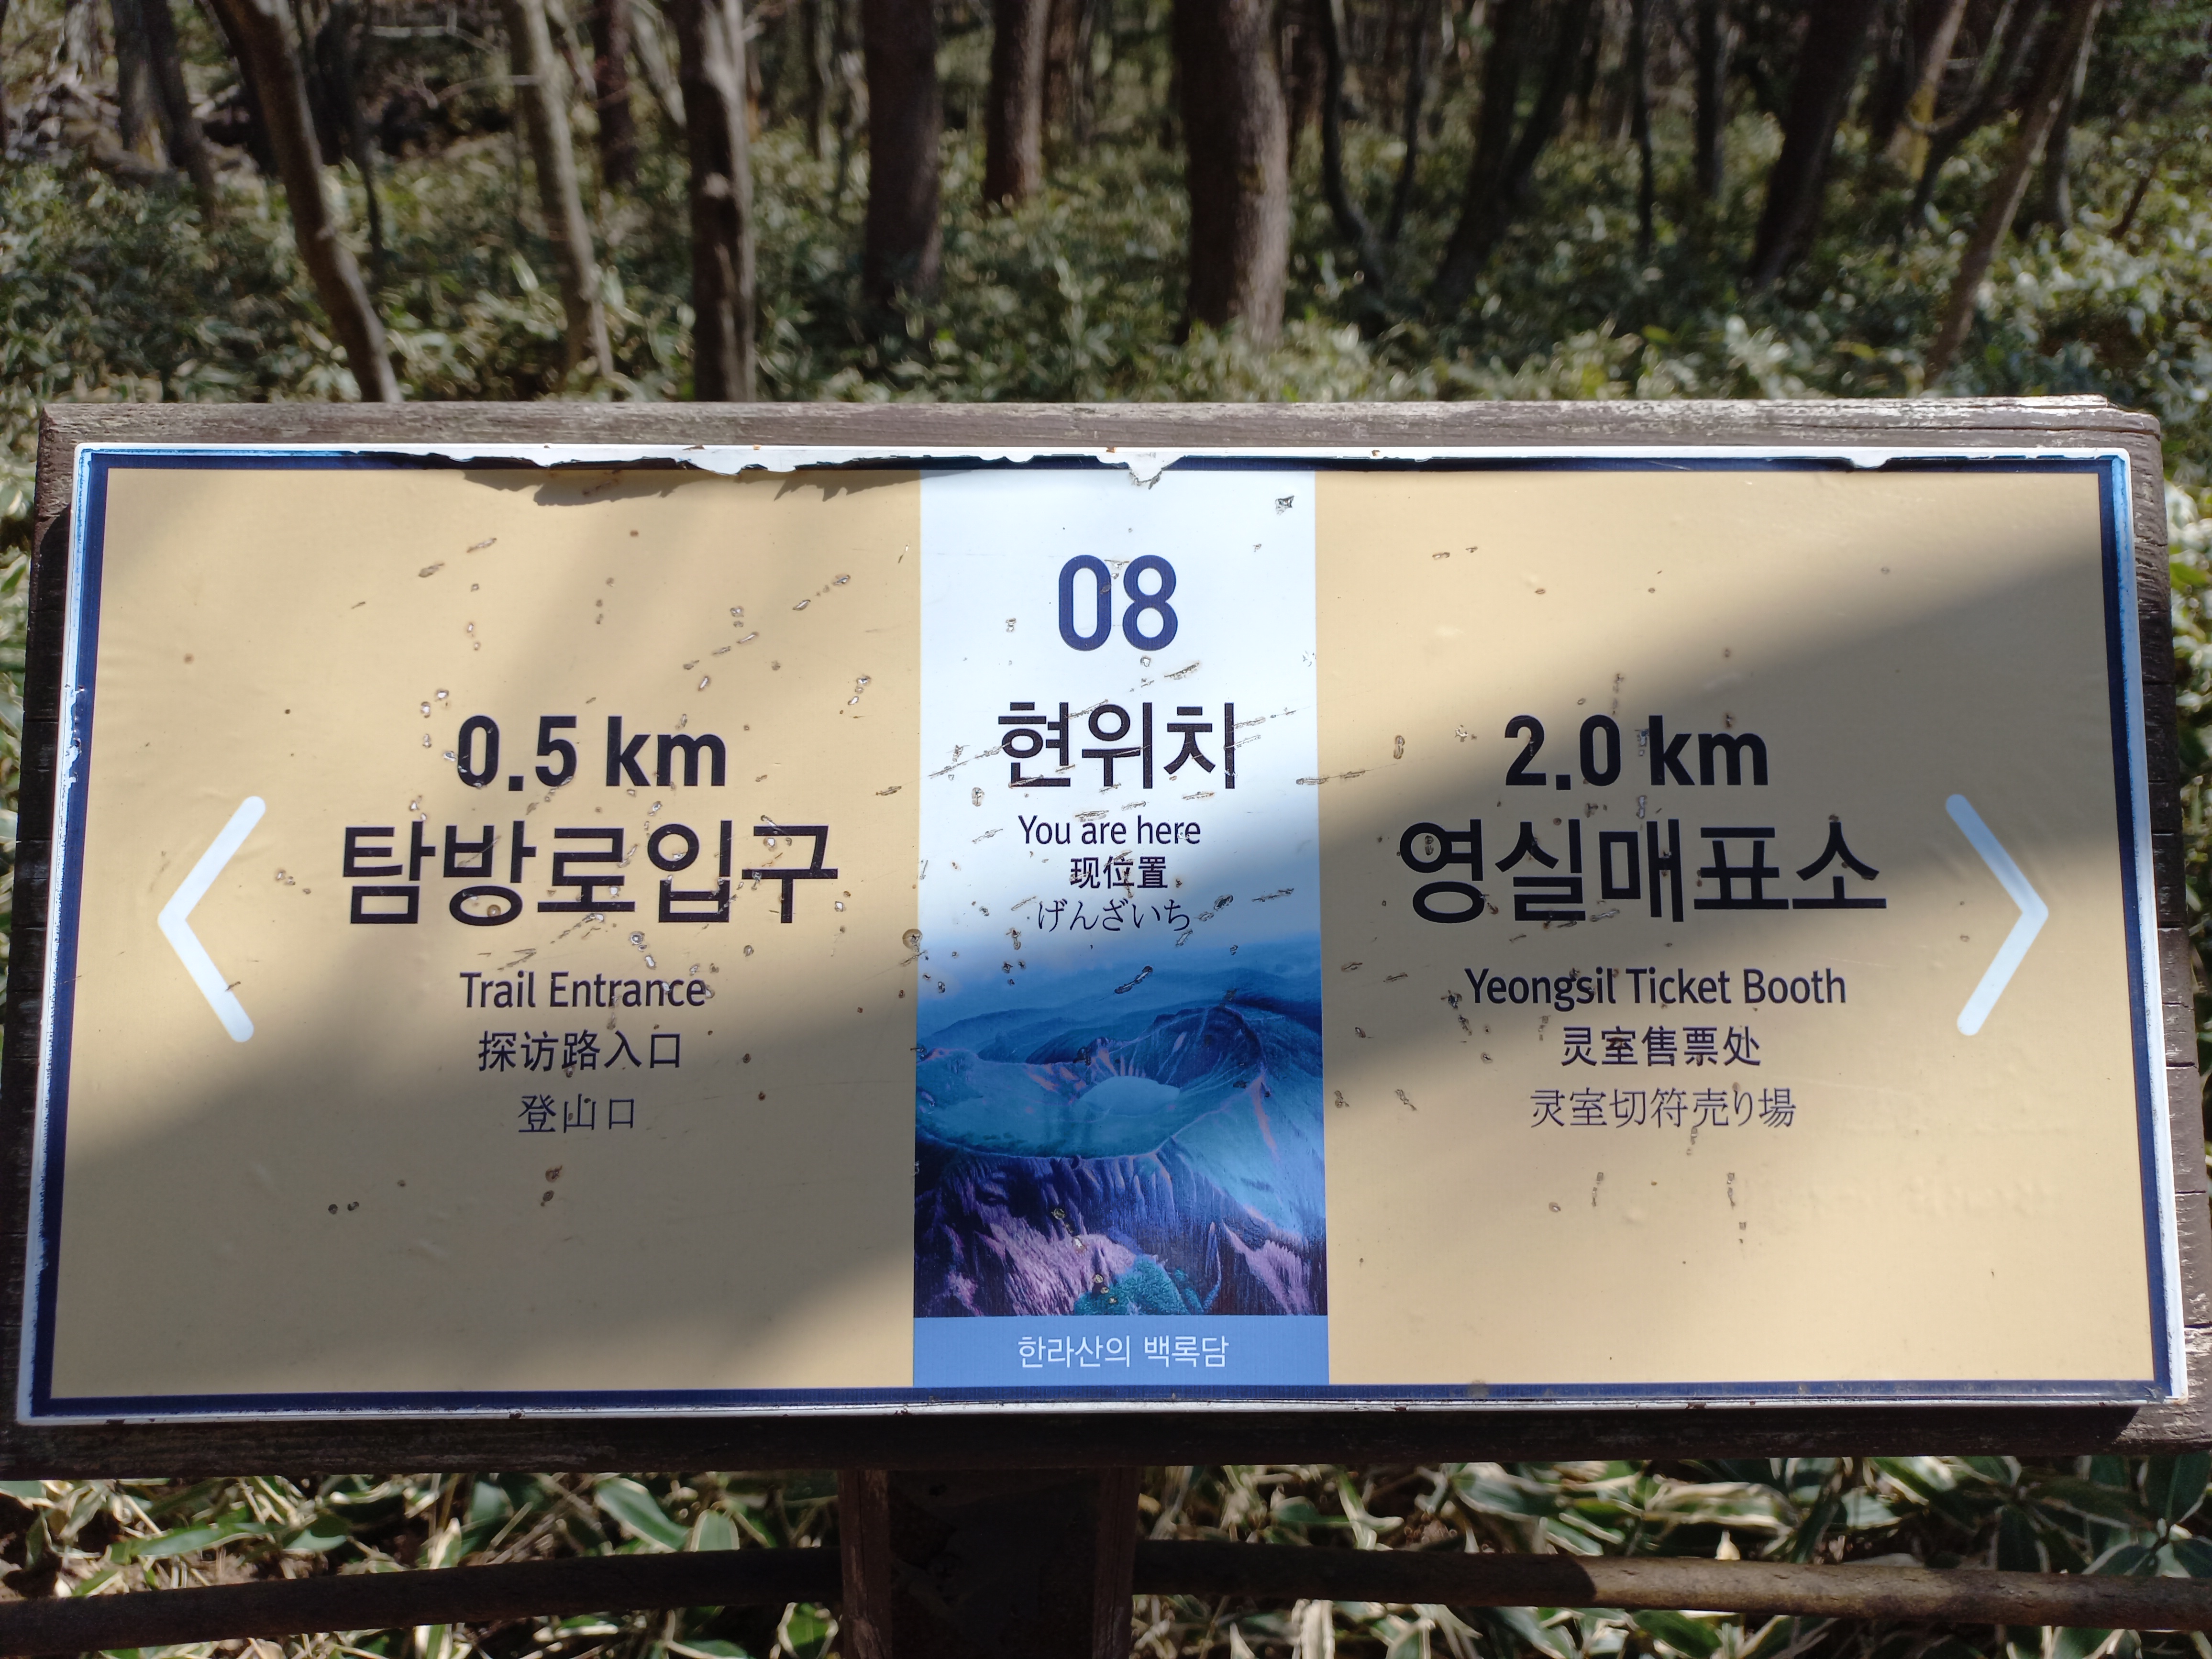 0.5 km
탐방로입구
Trail Entrance
探访路入口
登山口
08
현위치
You are here
现位置
げんざいち
한라산의 백록담
2.0 km
영실매표소
Yeongsil Ticket Booth
灵室售票处
灵室切符売り場